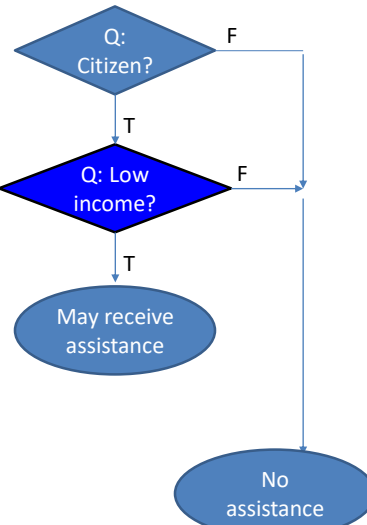 Q:
Citizen?
F
T
Q: Low
income?
F
T
May receive
assistance
No
assistance